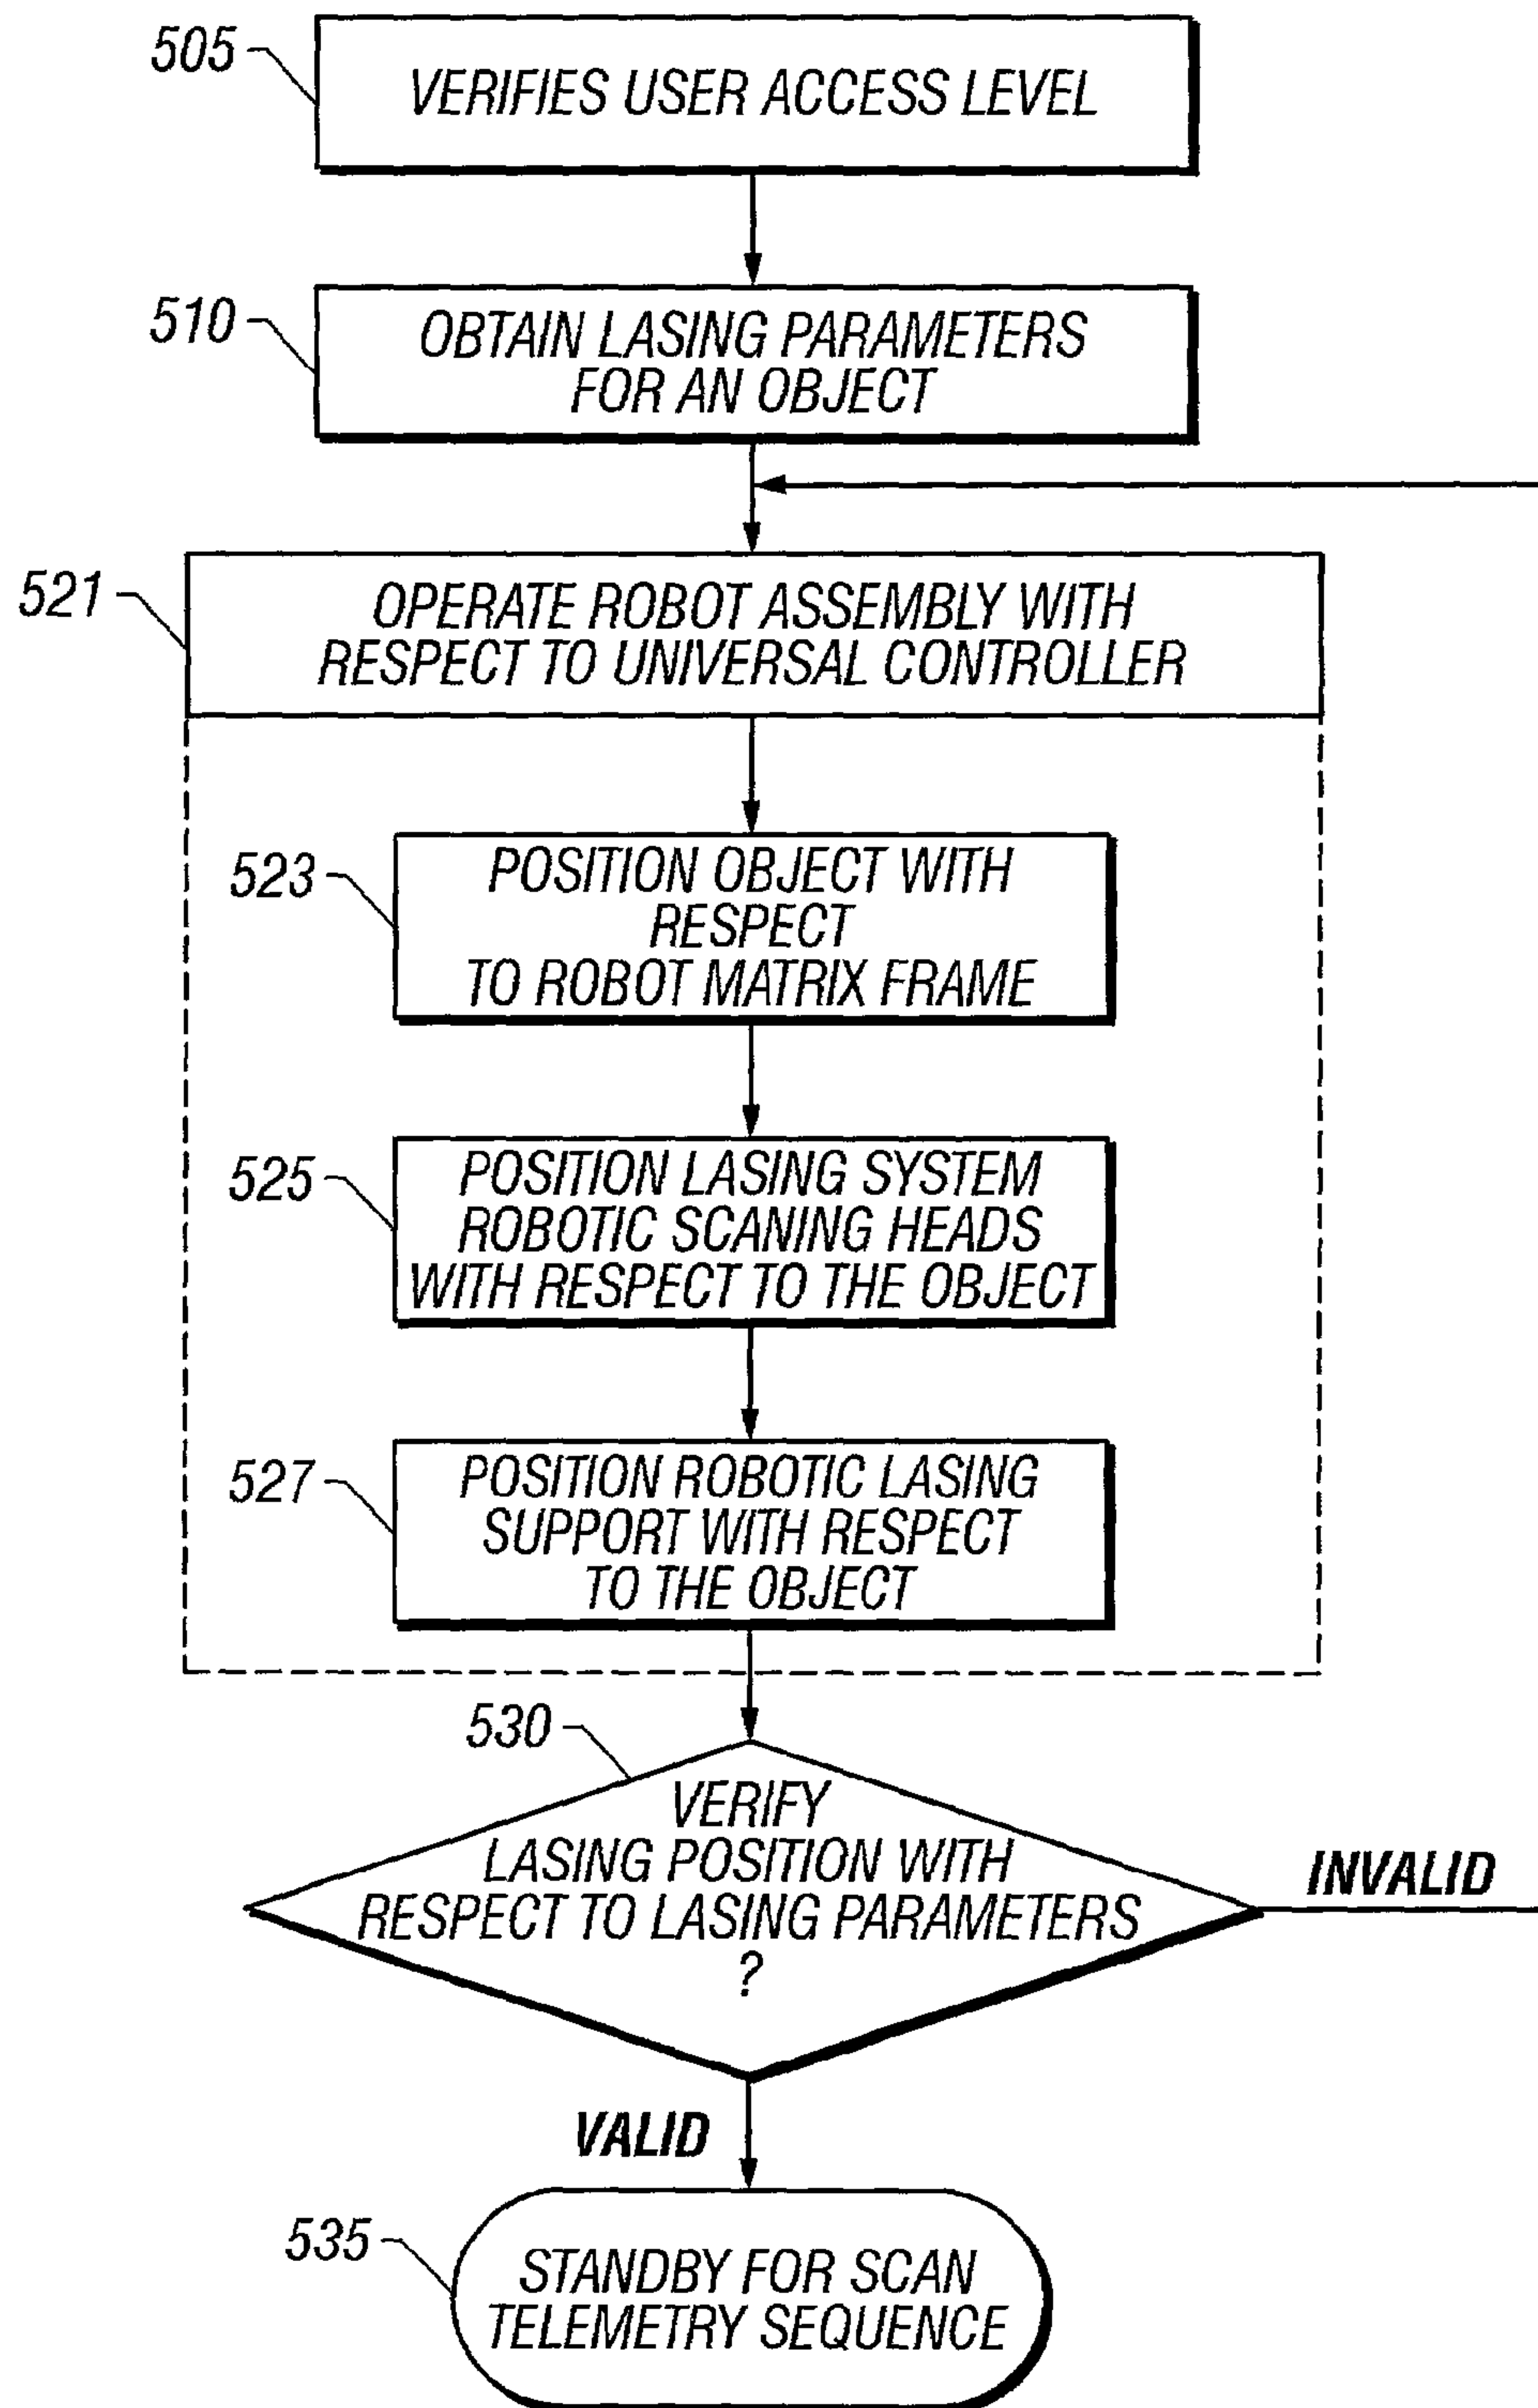 505
VERIFIES USER ACCESS LEVEL
510
OBTAIN LASING PARAMETERS
FOR AN OBJECT
521
OPERATE ROBOT ASSEMBLY WITH
RESPECT TO UNIVERSAL CONTROLLER
523
POSITION OBJECT WITH
RESPECT
TO ROBOT MATRIX FRAME
525
POSITION LASING SYSTEM
ROBOTIC SCANING HEADS
WITH RESPECT TO THE OBJECT
527
POSITION ROBOTIC LASING
SUPPORT WITH RESPECT
TO THE OBJECT
530
VERIFY
LASING POSITION WITH
RESPECT TO LASING PARAMETERS
?
INVALID
VALID
535
STANDBY FOR SCAN
TELEMETRY SEQUENCE